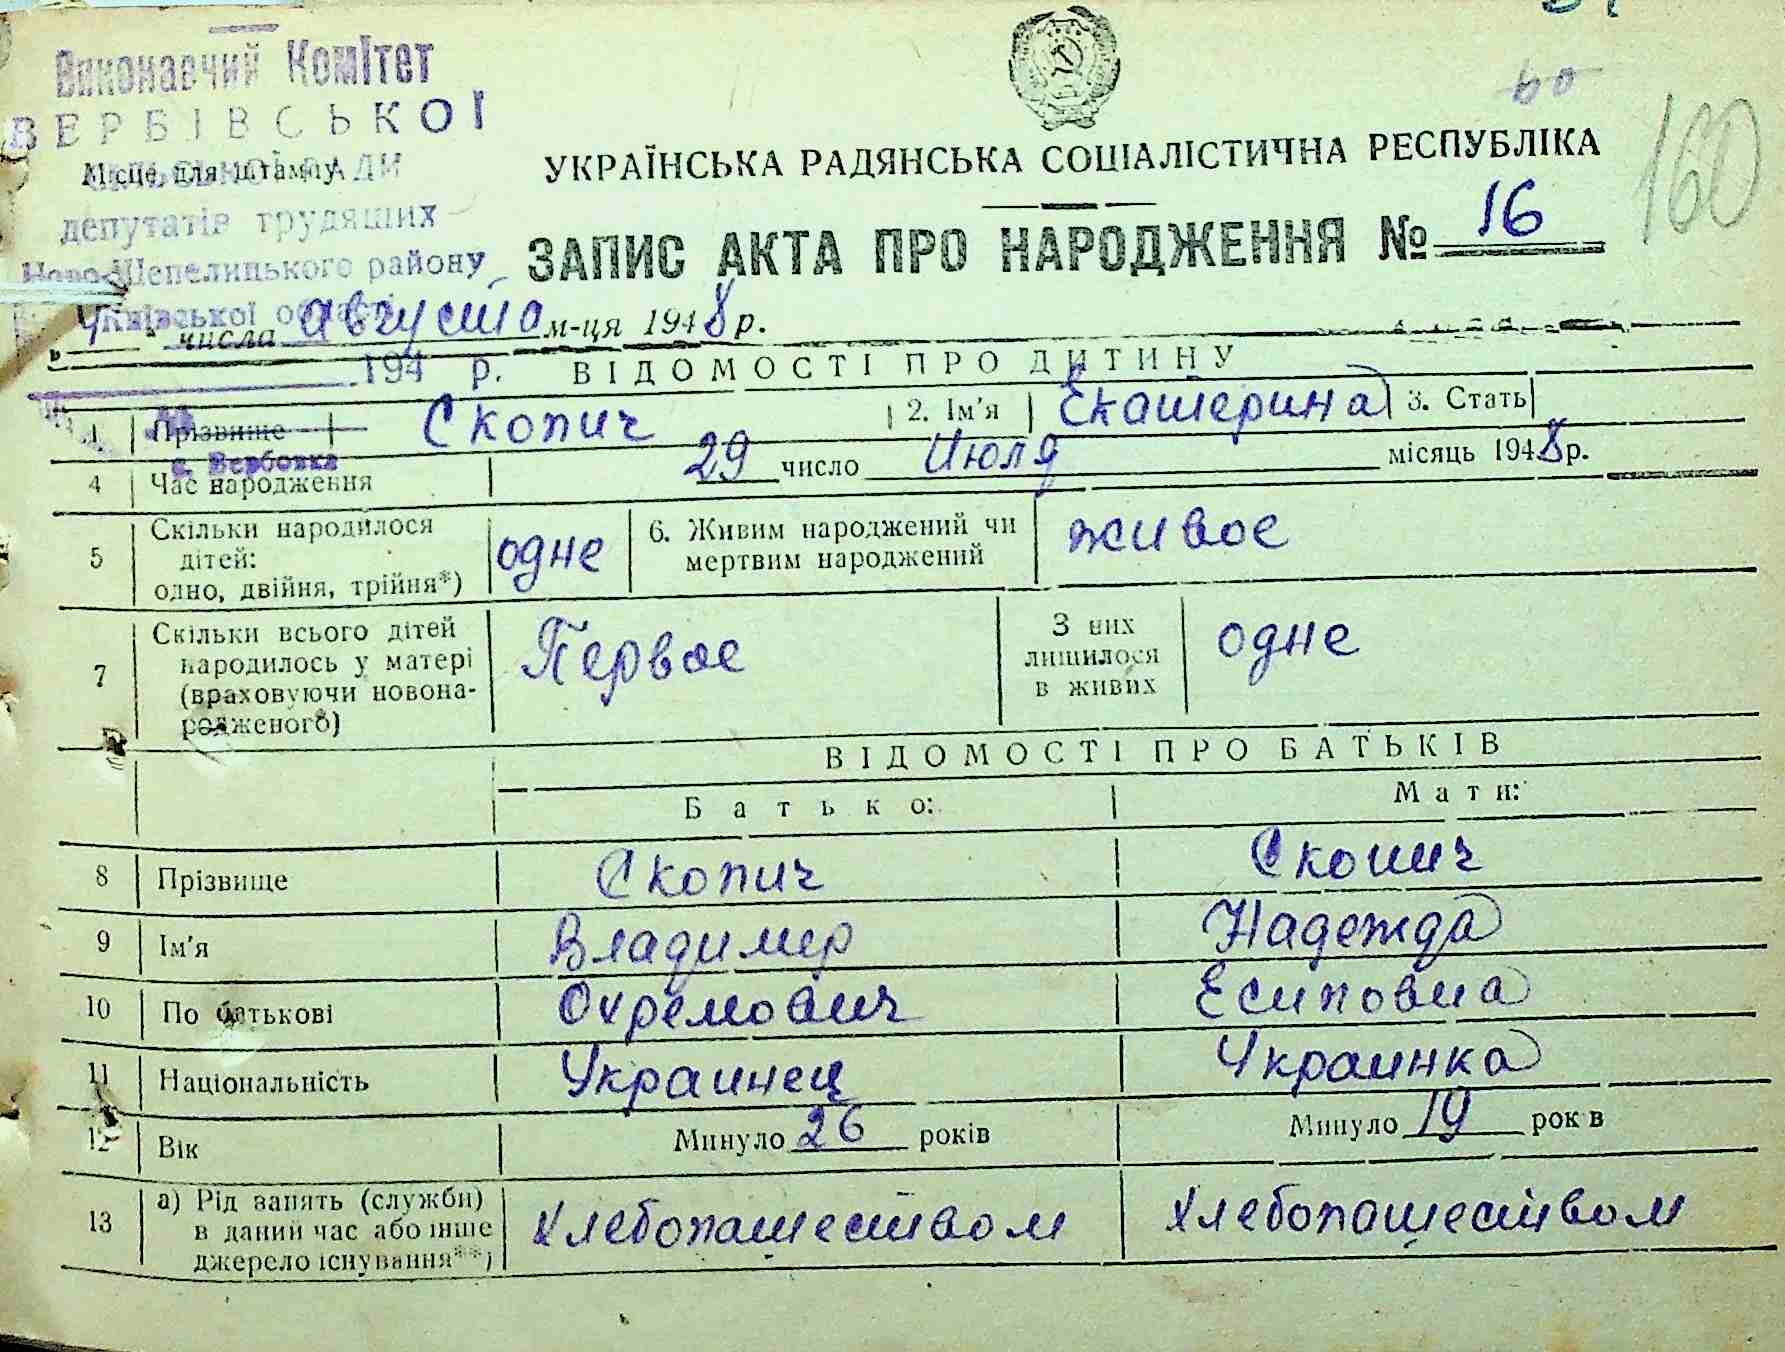 Виконавчий Комітет
60
ВЕРБІВСЬКОЇ
160
УКРАЇНСЬКА РАДЯНСЬКА СОЦІАЛІСТИЧНА РЕСПУБЛІКА
Місце для штампу
депутатів трудящих
ЗАПИС АКТА ПРО НАРОДЖЕННЯ № 16
Ново-Шепелицького району
Київської області
числа августа м-ця 1948 р.
194 р.
ВІДОМОСТІ ПРО ДИТИНУ
1 Прізвище Скопич 2. Ім'я Екатерина 3. Стать
с. Вербовка
4 Час народження 29 число Июля місяць 1948 р.
5 Скільки народилося дітей: одно, двійня, трійня*) одне 6. Живим народжений чи мертвим народжений живое
7 Скільки всього дітей народилось у матері (враховуючи новонародженого) Первое З них лишилося в живих одне
ВІДОМОСТІ ПРО БАТЬКІВ
Батько: Мати:
8 Прізвище Скопич Скопич
9 Ім'я Владимир Надежда
10 По батькові Охремович Есиповна
11 Національність Украинец Украинка
12 Вік Минуло 26 років Минуло 19 рок в
13 а) Рід занять (служби) в даний час або інше джерело існування**) Хлебопашеством Хлебопашеством